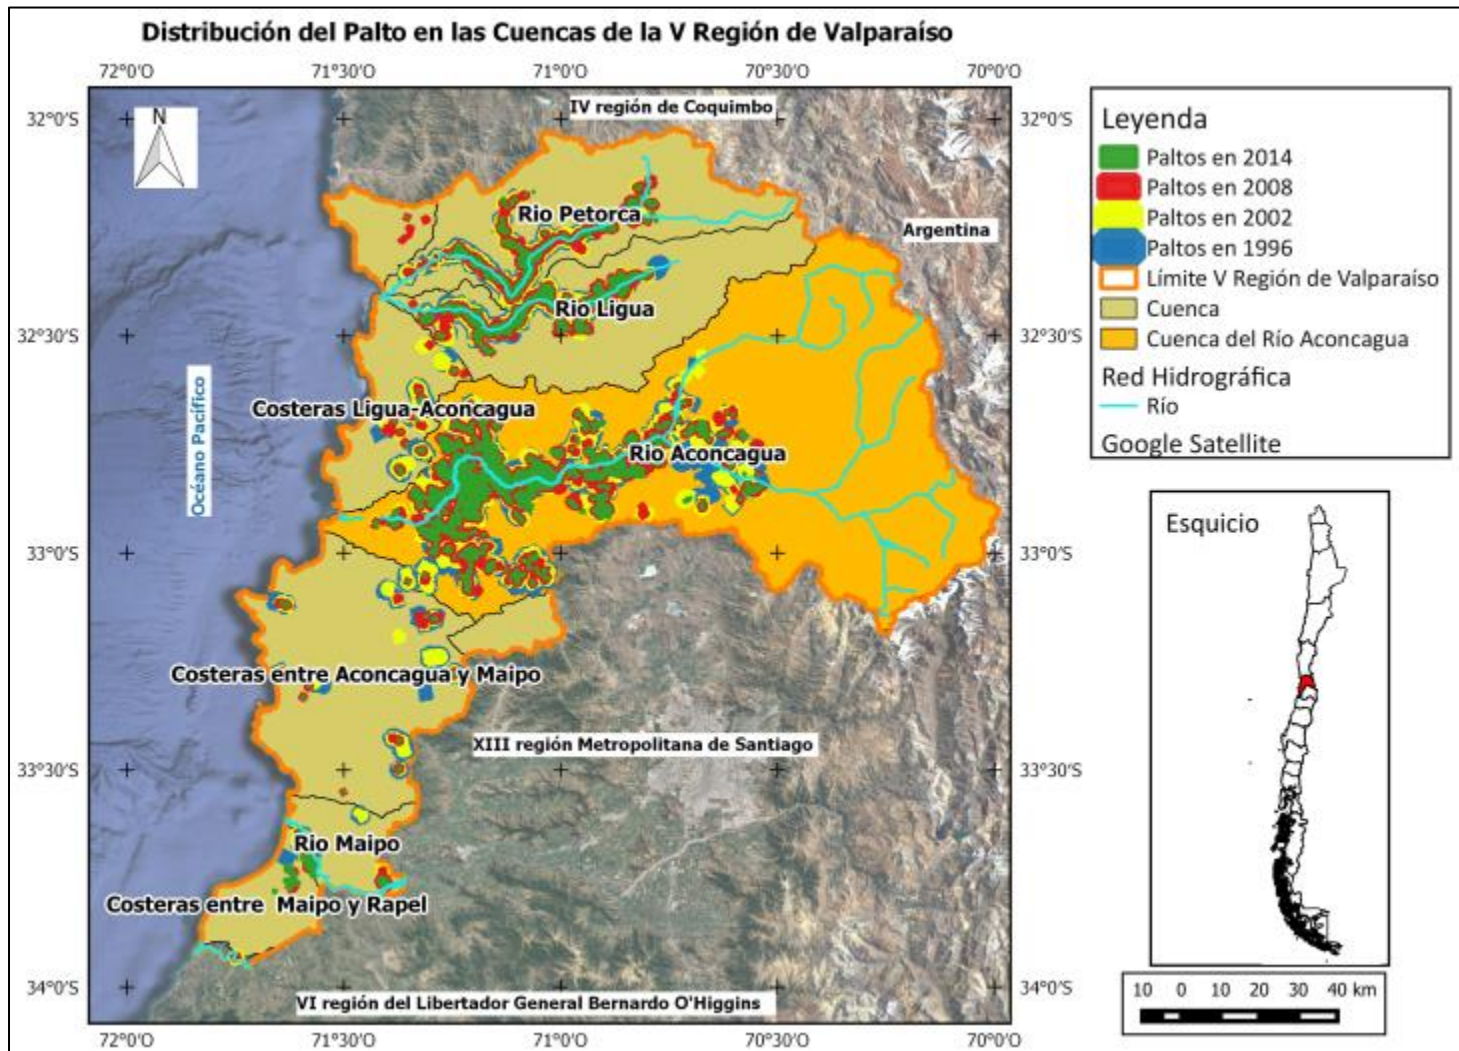 Distribución del Palto en las Cuencas de la V Región de Valparaíso
72°0'O 71°30'O 71°0'O 70°30'O 70°0'O
32°0'S
32°30'S
33°0'S
33°30'S
34°0'S
N
IV región de Coquimbo
Rio Petorca
Argentina
Rio Ligua
Océano Pacífico
Costeras Ligua-Aconcagua
Rio Aconcagua
Costeras entre Aconcagua y Maipo
XIII región Metropolitana de Santiago
Rio Maipo
Costeras entre Maipo y Rapel
VI región del Libertador General Bernardo O'Higgins
32°0'S
32°30'S
33°0'S
33°30'S
34°0'S
72°0'O 71°30'O 71°0'O 70°30'O 70°0'O
Leyenda
Paltos en 2014
Paltos en 2008
Paltos en 2002
Paltos en 1996
Límite V Región de Valparaíso
Cuenca
Cuenca del Río Aconcagua
Red Hidrográfica
Río
Google Satellite
Esquicio
10 0 10 20 30 40 km